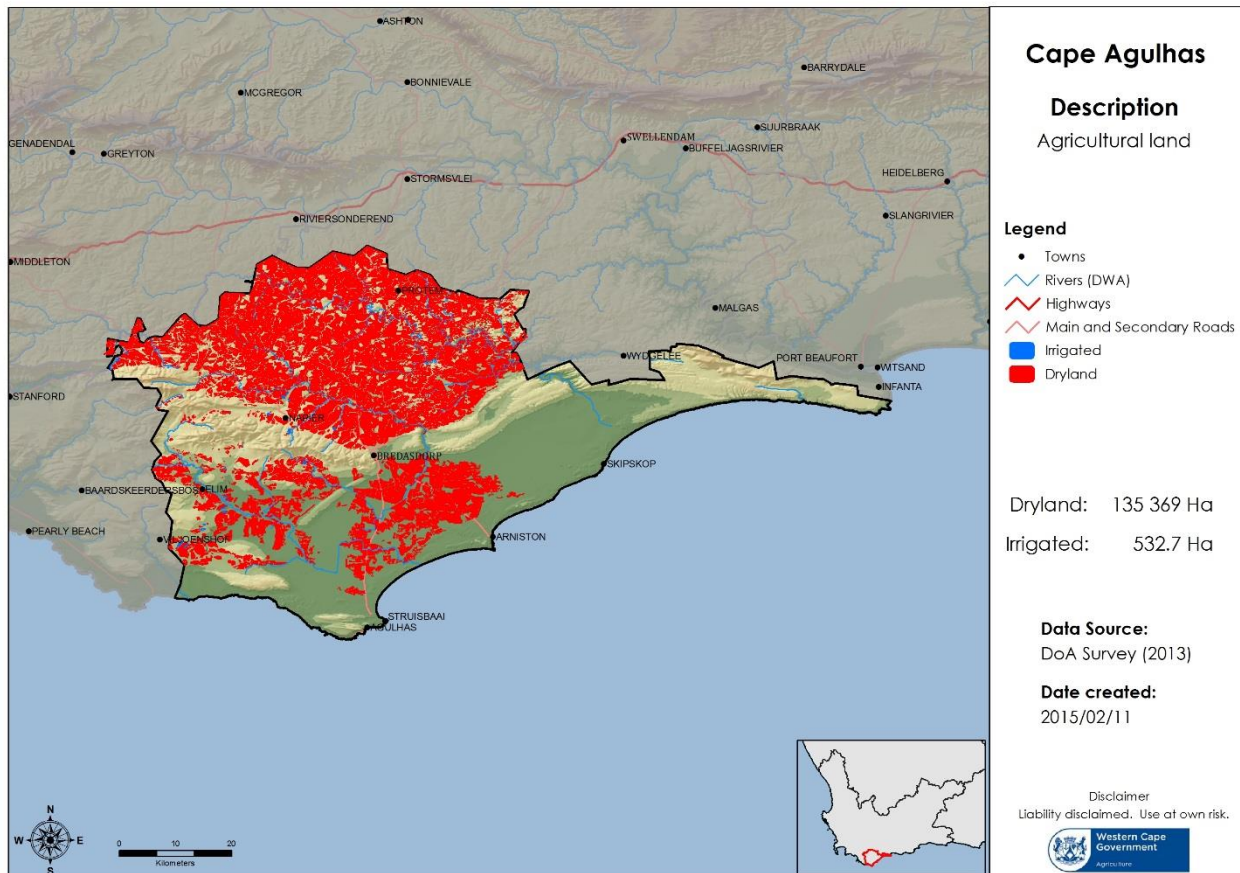 ASHTON
BARRYDALE
BONNIEVALE
MCGREGOR
SUURBRAAK
SWELLENDAM
BUFFELJAGSRIVIER
GENADENDAL
GREYTON
HEIDELBERG
STORMSVLEI
SLANGRIVIER
RIVIERSONDEREND
MIDDLETON
PROTEM
MALGAS
WYDGELEE
PORT BEAUFORT
WITSAND
INFANTA
STANFORD
NAPIER
BREDASDORP
SKIPSKOP
BAARDSKEERDERSBOS
ELIM
PEARLY BEACH
VILJOENSHOF
ARNISTON
STRUISBAAI
AGULHAS
N
W
E
S
0 10 20
Kilometers
Cape Agulhas
Description
Agricultural land
Legend
Towns
Rivers (DWA)
Highways
Main and Secondary Roads
Irrigated
Dryland
Dryland: 135 369 Ha
Irrigated: 532.7 Ha
Data Source:
DoA Survey (2013)
Date created:
2015/02/11
Disclaimer
Liability disclaimed. Use at own risk.
Western Cape
Government
Agriculture